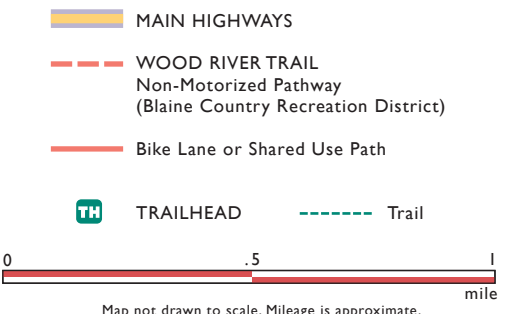 MAIN HIGHWAYS
WOOD RIVER TRAIL
Non-Motorized Pathway
(Blaine Country Recreation District)
Bike Lane or Shared Use Path
TH TRAILHEAD Trail
0 .5 1
mile
Map not drawn to scale. Mileage is approximate.